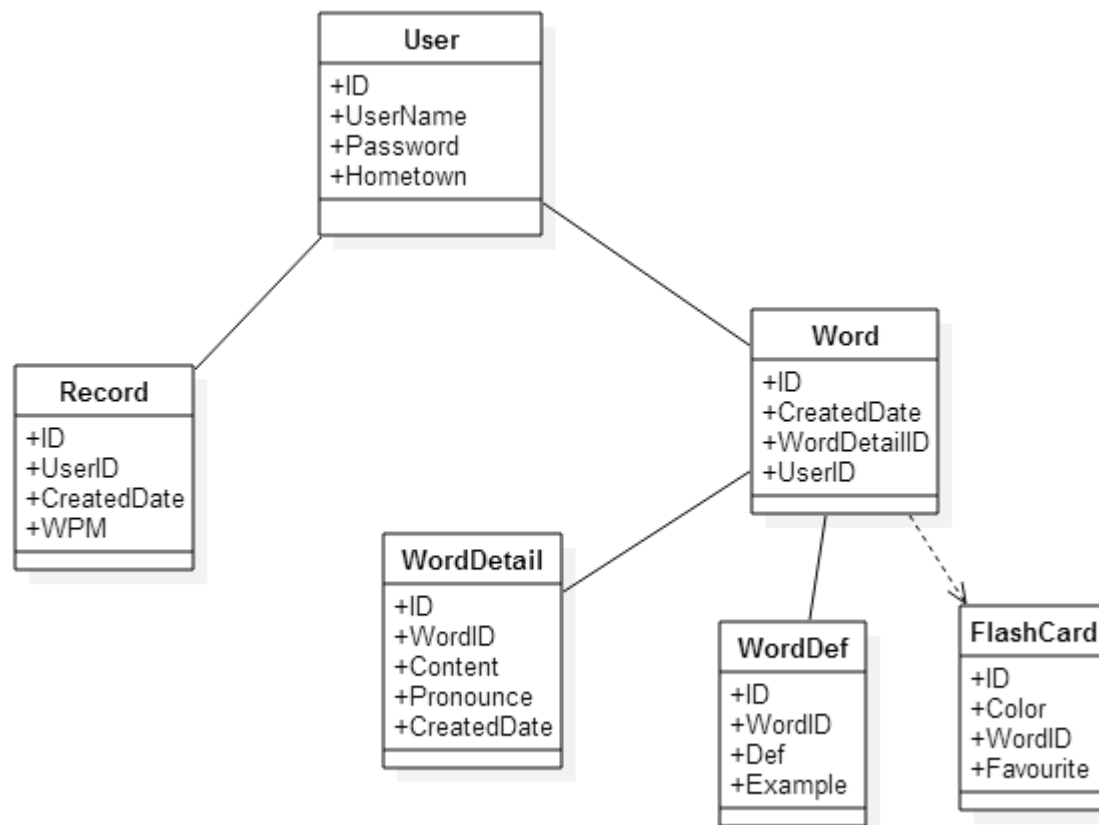 User
+ID
+UserName
+Password
+Hometown
Word
+ID
+CreatedDate
+WordDetailID
+UserID
Record
+ID
+UserID
+CreatedDate
+WPM
WordDetail
+ID
+WordID
+Content
+Pronounce
+CreatedDate
WordDef
+ID
+WordID
+Def
+Example
FlashCard
+ID
+Color
+WordID
+Favourite